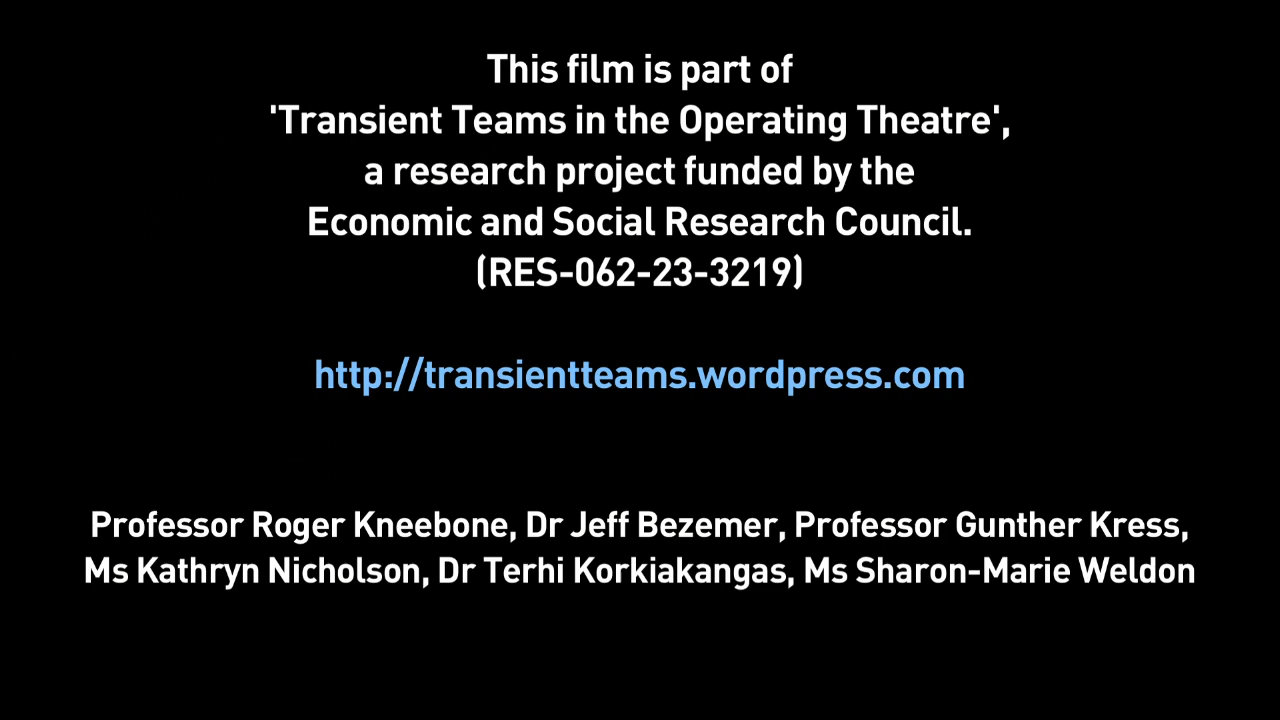 This film is part of
'Transient Teams in the Operating Theatre',
a research project funded by the
Economic and Social Research Council.
(RES-062-23-3219)
http://transientteams.wordpress.com
Professor Roger Kneebone, Dr Jeff Bezemer, Professor Gunther Kress,
Ms Kathryn Nicholson, Dr Terhi Korkiakangas, Ms Sharon-Marie Weldon